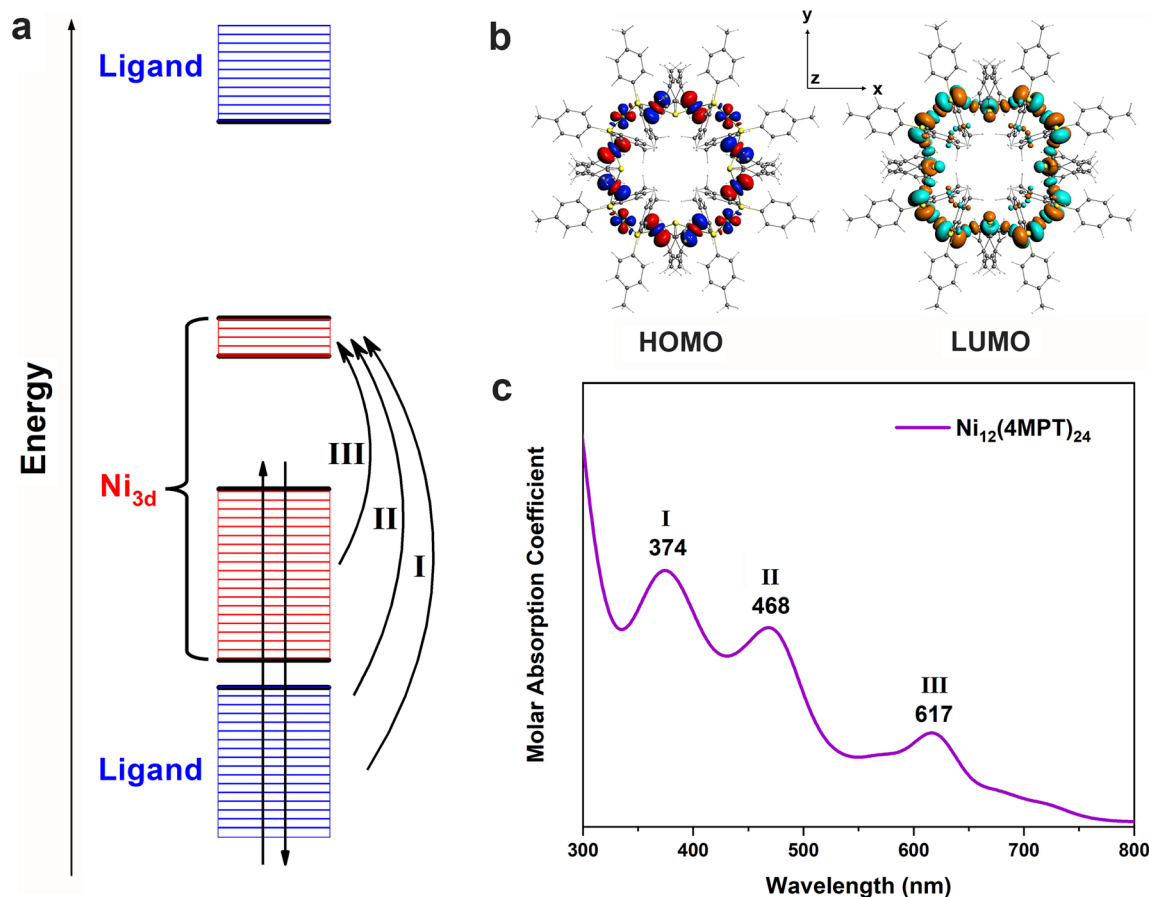 a
Energy
Ligand
Ni3d
III
II
I
Ligand
b
y
z
x
HOMO
LUMO
c
Molar Absorption Coefficient
Ni12(4MPT)24
I
374
II
468
III
617
300
400
500
600
700
800
Wavelength (nm)